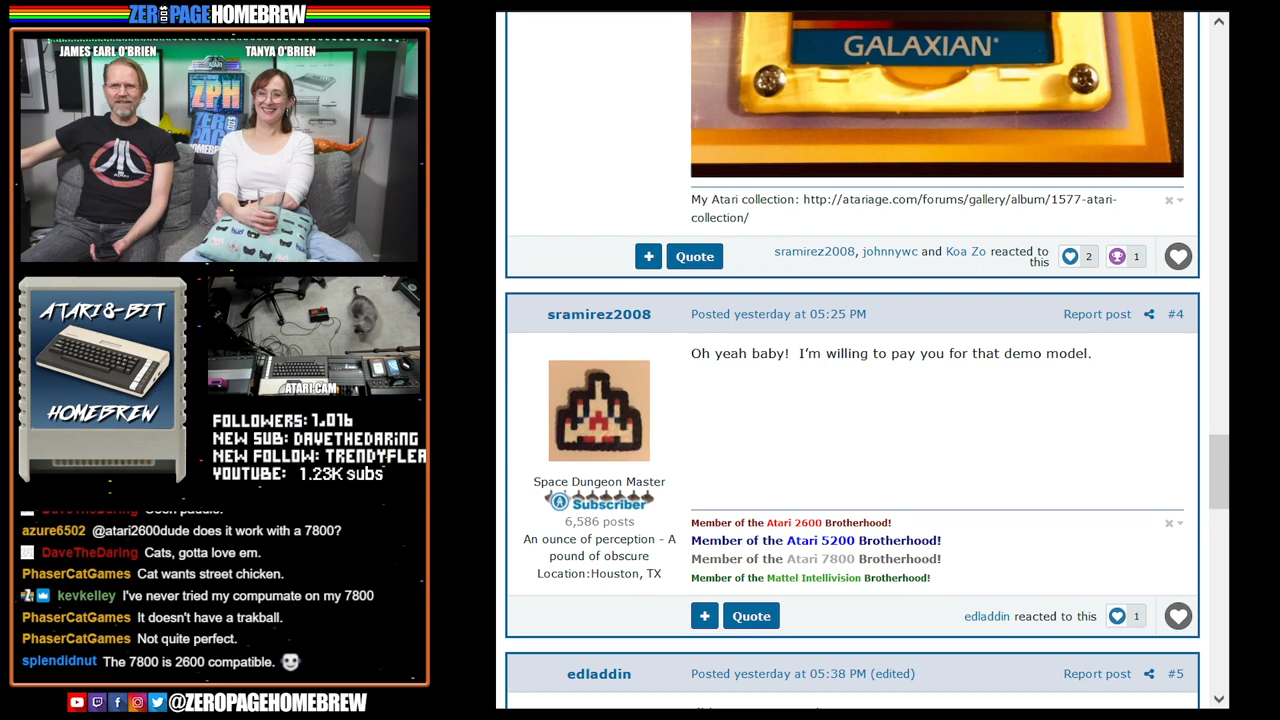 ZERO PAGE HOMEBREW
JAMES EARL O'BRIEN
TANYA O'BRIEN
ATARI
ZPH
ATARI 8-BIT
HOMEBREW
ATARI CAM
FOLLOWERS: 1,016
NEW SUB: DAVETHEDARING
NEW FOLLOW: TRENDYFLEA
YOUTUBE: 1.23K subs
DaveTheDaring:
azure6502 @atari2600dude does it work with a 7800?
DaveTheDaring Cats, gotta love em.
PhaserCatGames Cat wants street chicken.
kevkelley I've never tried my compumate on my 7800
PhaserCatGames It doesn't have a trakball.
PhaserCatGames Not quite perfect.
splendidnut The 7800 is 2600 compatible.
@ZEROPAGEHOMEBREW
GALAXIAN®
My Atari collection: http://atariage.com/forums/gallery/album/1577-atari-
collection/
+ Quote
sramirez2008, johnnywc and Koa Zo reacted to
this
2
1
sramirez2008
Posted yesterday at 05:25 PM
Report post
#4
Oh yeah baby!  I’m willing to pay you for that demo model.
Space Dungeon Master
Subscriber
6,586 posts
An ounce of perception - A
pound of obscure
Location:Houston, TX
Member of the Atari 2600 Brotherhood!
Member of the Atari 5200 Brotherhood!
Member of the Atari 7800 Brotherhood!
Member of the Mattel Intellivision Brotherhood!
+ Quote
edladdin reacted to this
1
edladdin
Posted yesterday at 05:38 PM (edited)
Report post
#5